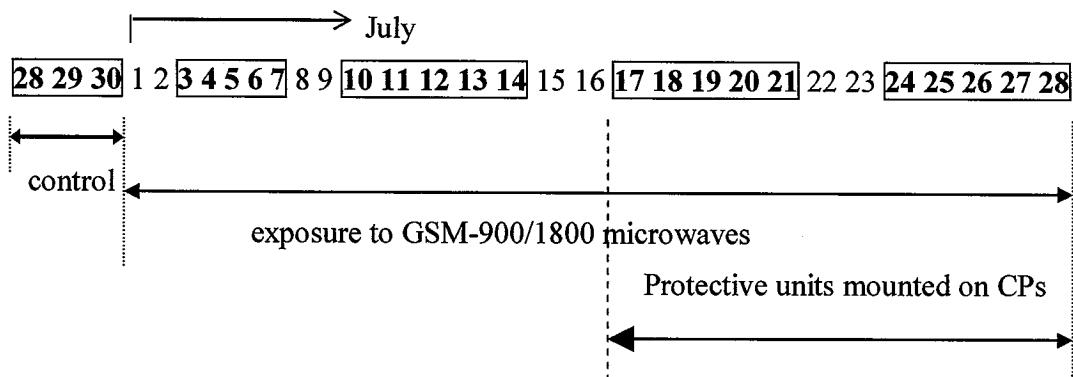 July
28 29 30 1 2 3 4 5 6 7 8 9 10 11 12 13 14 15 16 17 18 19 20 21 22 23 24 25 26 27 28
control
exposure to GSM-900/1800 microwaves
Protective units mounted on CPs